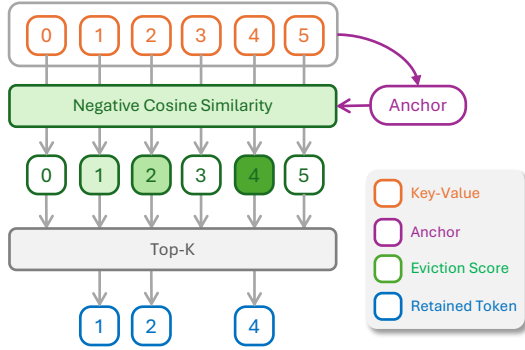 0 1 2 3 4 5
Negative Cosine Similarity
Anchor
0 1 2 3 4 5
Top-K
1 2 4
Key-Value
Anchor
Eviction Score
Retained Token